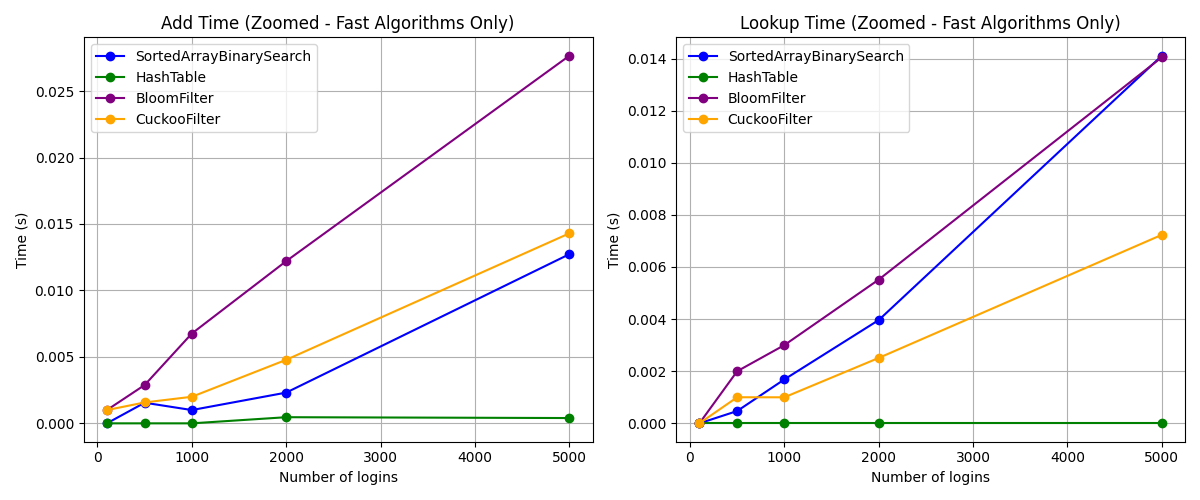 Add Time (Zoomed - Fast Algorithms Only)
SortedArrayBinarySearch
HashTable
BloomFilter
CuckooFilter
0.025
0.020
0.015
0.010
0.005
0.000
Time (s)
0
1000
2000
3000
4000
5000
Number of logins
Lookup Time (Zoomed - Fast Algorithms Only)
SortedArrayBinarySearch
HashTable
BloomFilter
CuckooFilter
0.014
0.012
0.010
0.008
0.006
0.004
0.002
0.000
Time (s)
0
1000
2000
3000
4000
5000
Number of logins